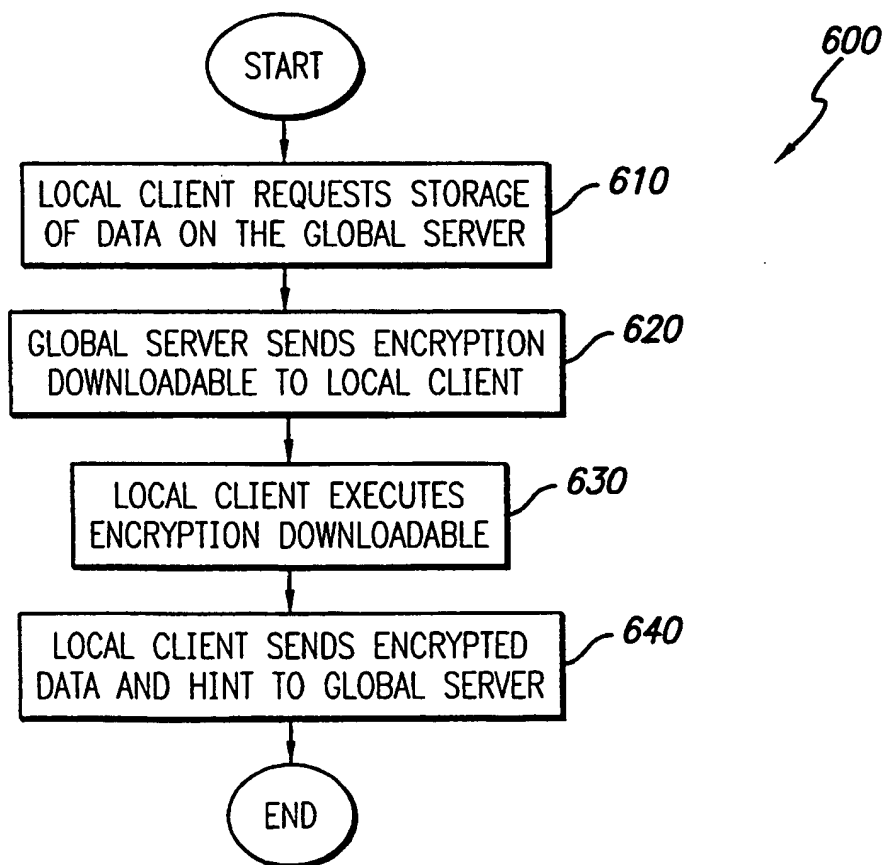 START
600
LOCAL CLIENT REQUESTS STORAGE
OF DATA ON THE GLOBAL SERVER
610
GLOBAL SERVER SENDS ENCRYPTION
DOWNLOADABLE TO LOCAL CLIENT
620
LOCAL CLIENT EXECUTES
ENCRYPTION DOWNLOADABLE
630
LOCAL CLIENT SENDS ENCRYPTED
DATA AND HINT TO GLOBAL SERVER
640
END